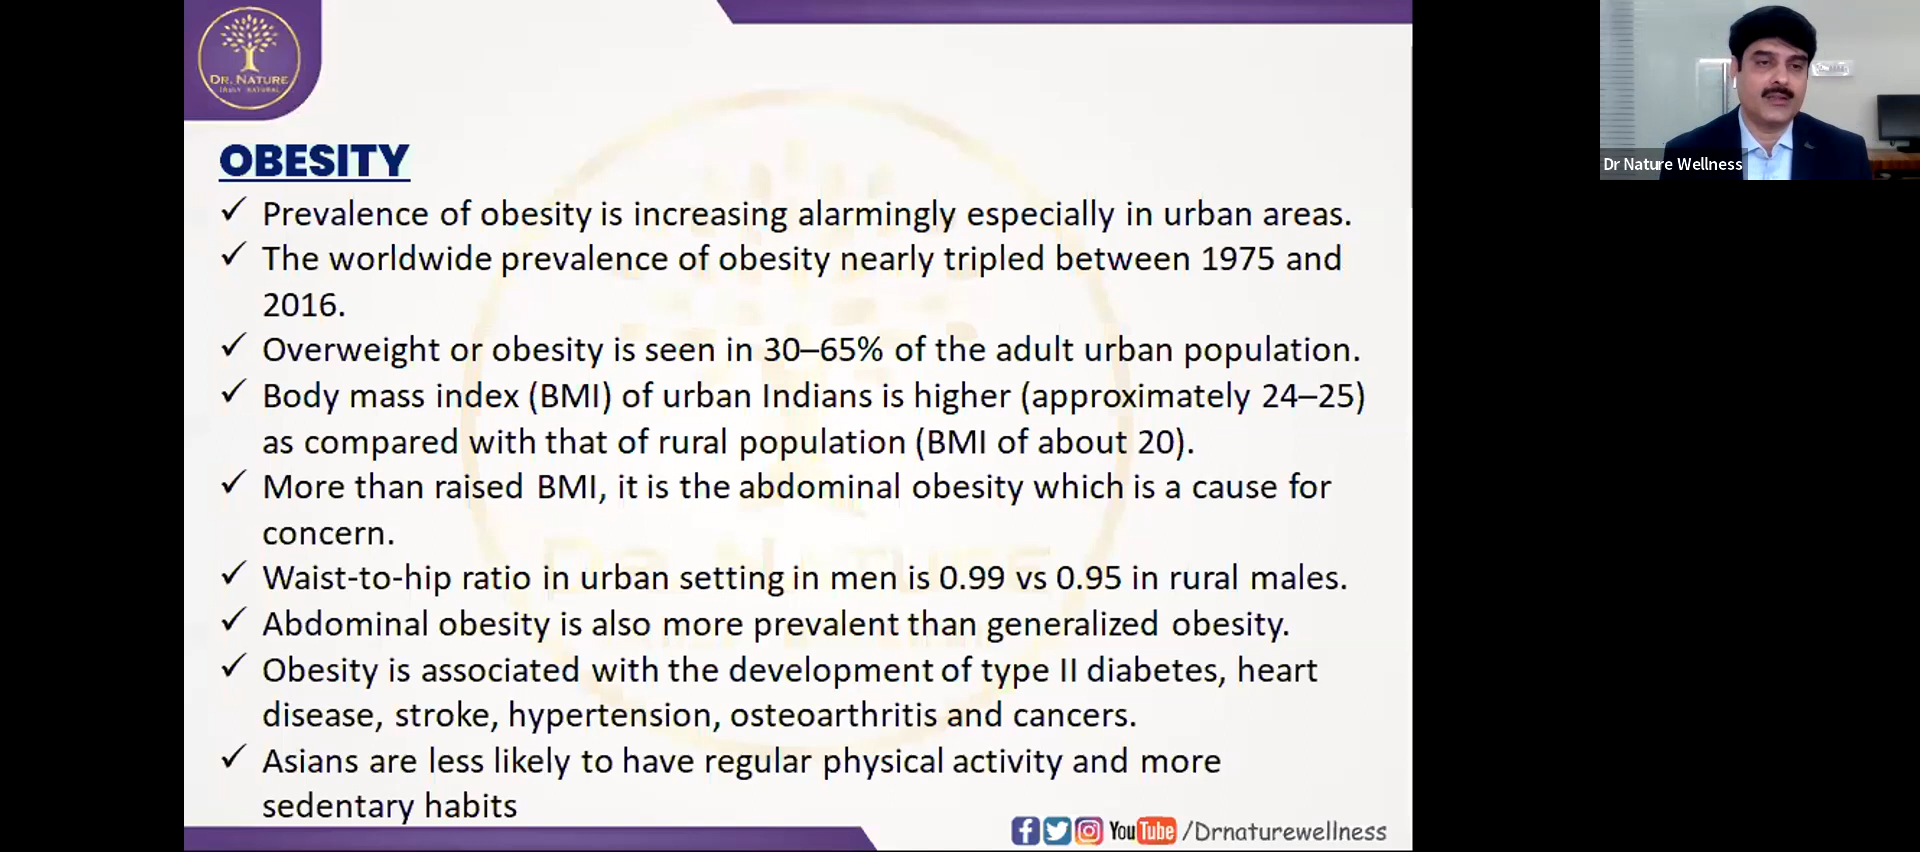 DR. NATURE
TRULY NATURAL
OBESITY
✓ Prevalence of obesity is increasing alarmingly especially in urban areas.
✓ The worldwide prevalence of obesity nearly tripled between 1975 and
2016.
✓ Overweight or obesity is seen in 30–65% of the adult urban population.
✓ Body mass index (BMI) of urban Indians is higher (approximately 24–25)
as compared with that of rural population (BMI of about 20).
✓ More than raised BMI, it is the abdominal obesity which is a cause for
concern.
✓ Waist-to-hip ratio in urban setting in men is 0.99 vs 0.95 in rural males.
✓ Abdominal obesity is also more prevalent than generalized obesity.
✓ Obesity is associated with the development of type II diabetes, heart
disease, stroke, hypertension, osteoarthritis and cancers.
✓ Asians are less likely to have regular physical activity and more
sedentary habits
YouTube /Drnaturewellness
Dr Nature Wellness
DR. NATURE